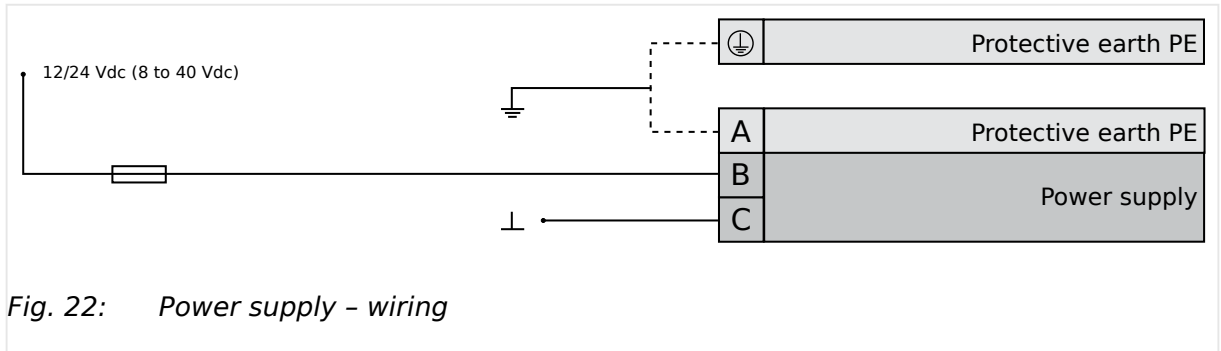 Protective earth PE
12/24 Vdc (8 to 40 Vdc)
A Protective earth PE
B
Power supply
C
Fig. 22: Power supply – wiring